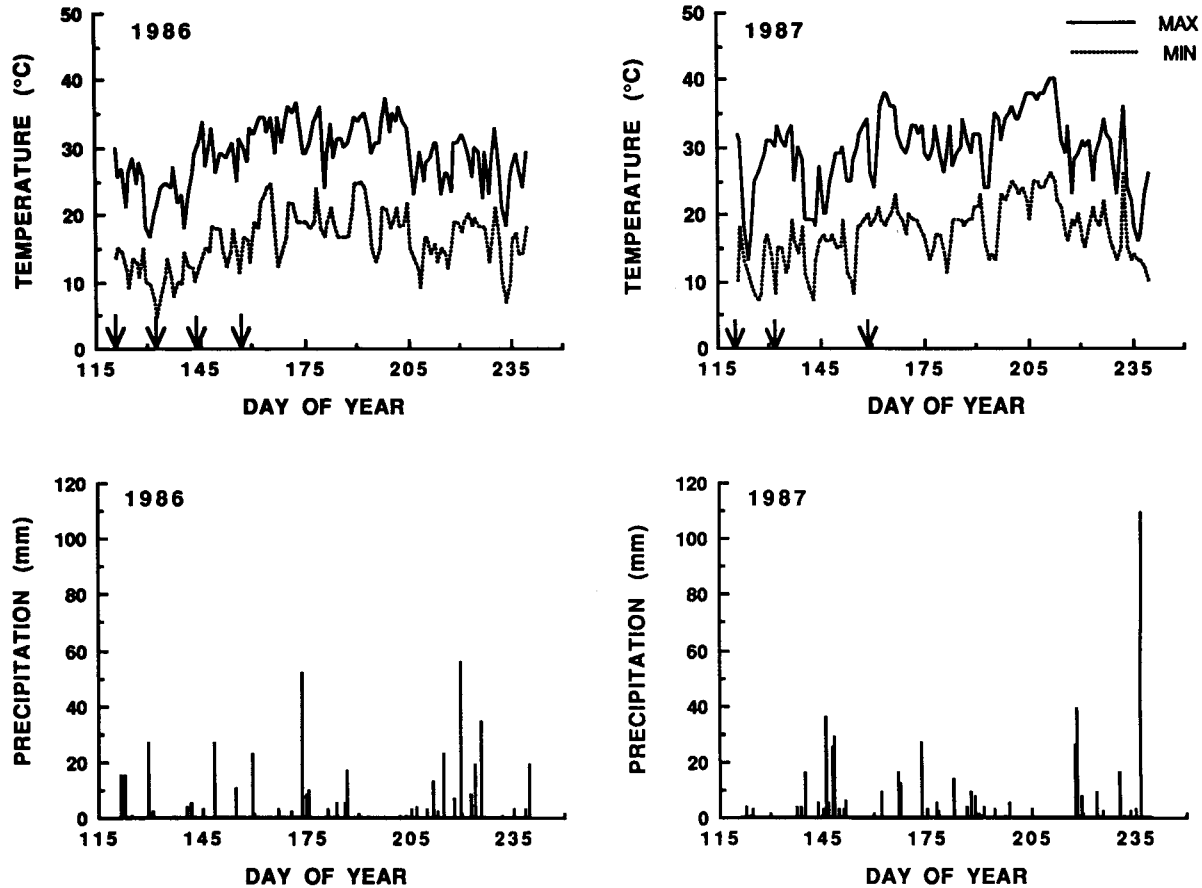 50
40
30
20
10
0
TEMPERATURE (°C)
1986
115 145 175 205 235
DAY OF YEAR
50
40
30
20
10
0
TEMPERATURE (°C)
1987
MAX
MIN
115 145 175 205 235
DAY OF YEAR
120
100
80
60
40
20
0
PRECIPITATION (mm)
1986
115 145 175 205 235
DAY OF YEAR
120
100
80
60
40
20
0
PRECIPITATION (mm)
1987
115 145 175 205 235
DAY OF YEAR